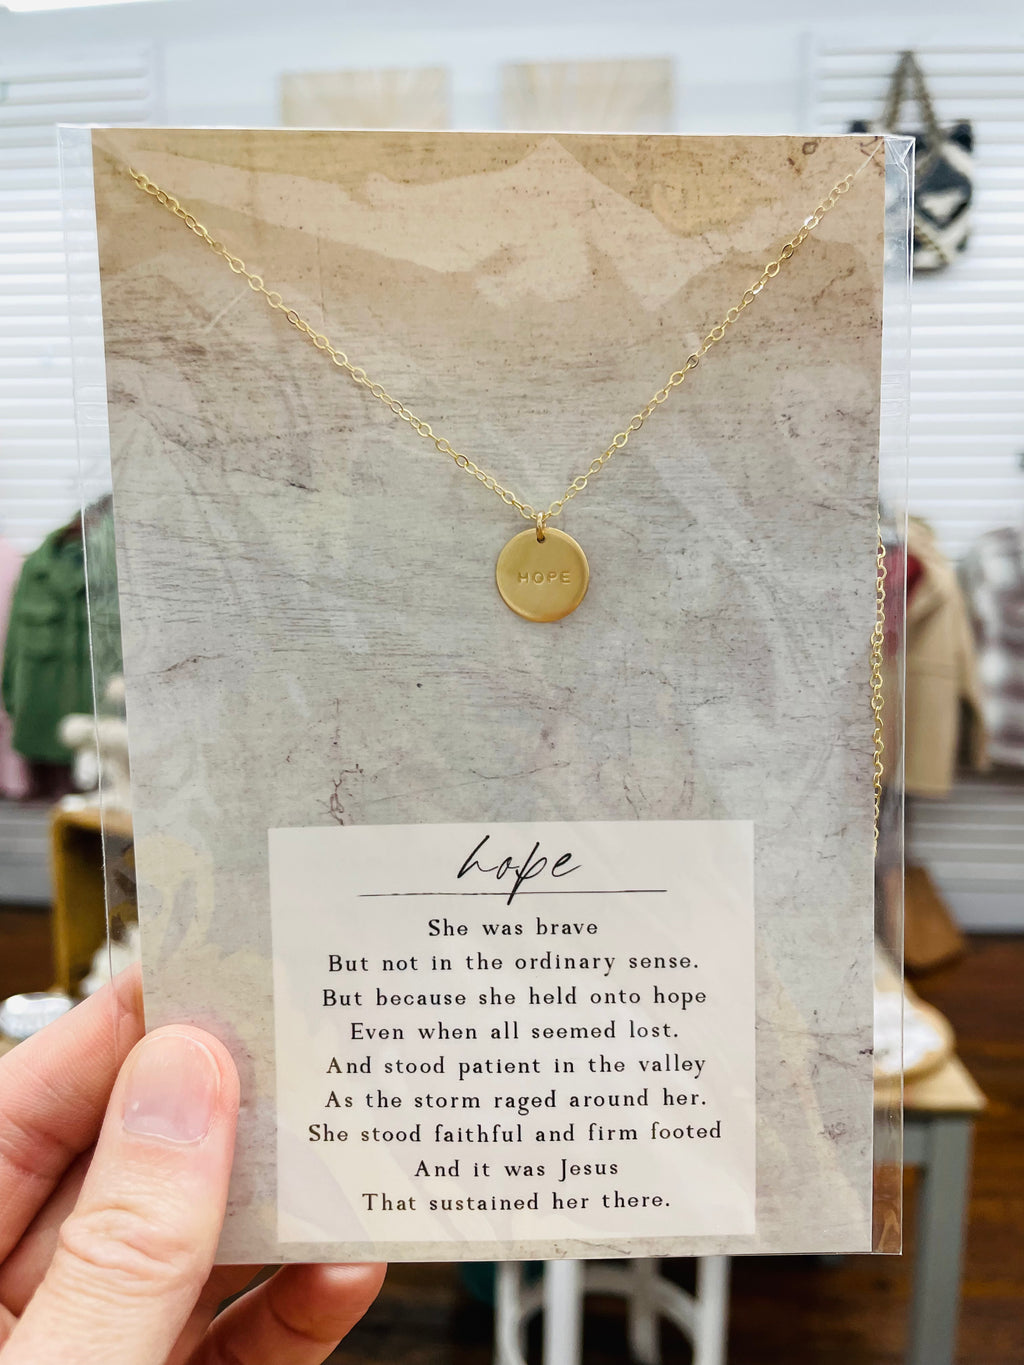 HOPE
hope
She was brave
But not in the ordinary sense.
But because she held onto hope
Even when all seemed lost.
And stood patient in the valley
As the storm raged around her.
She stood faithful and firm footed
And it was Jesus
That sustained her there.